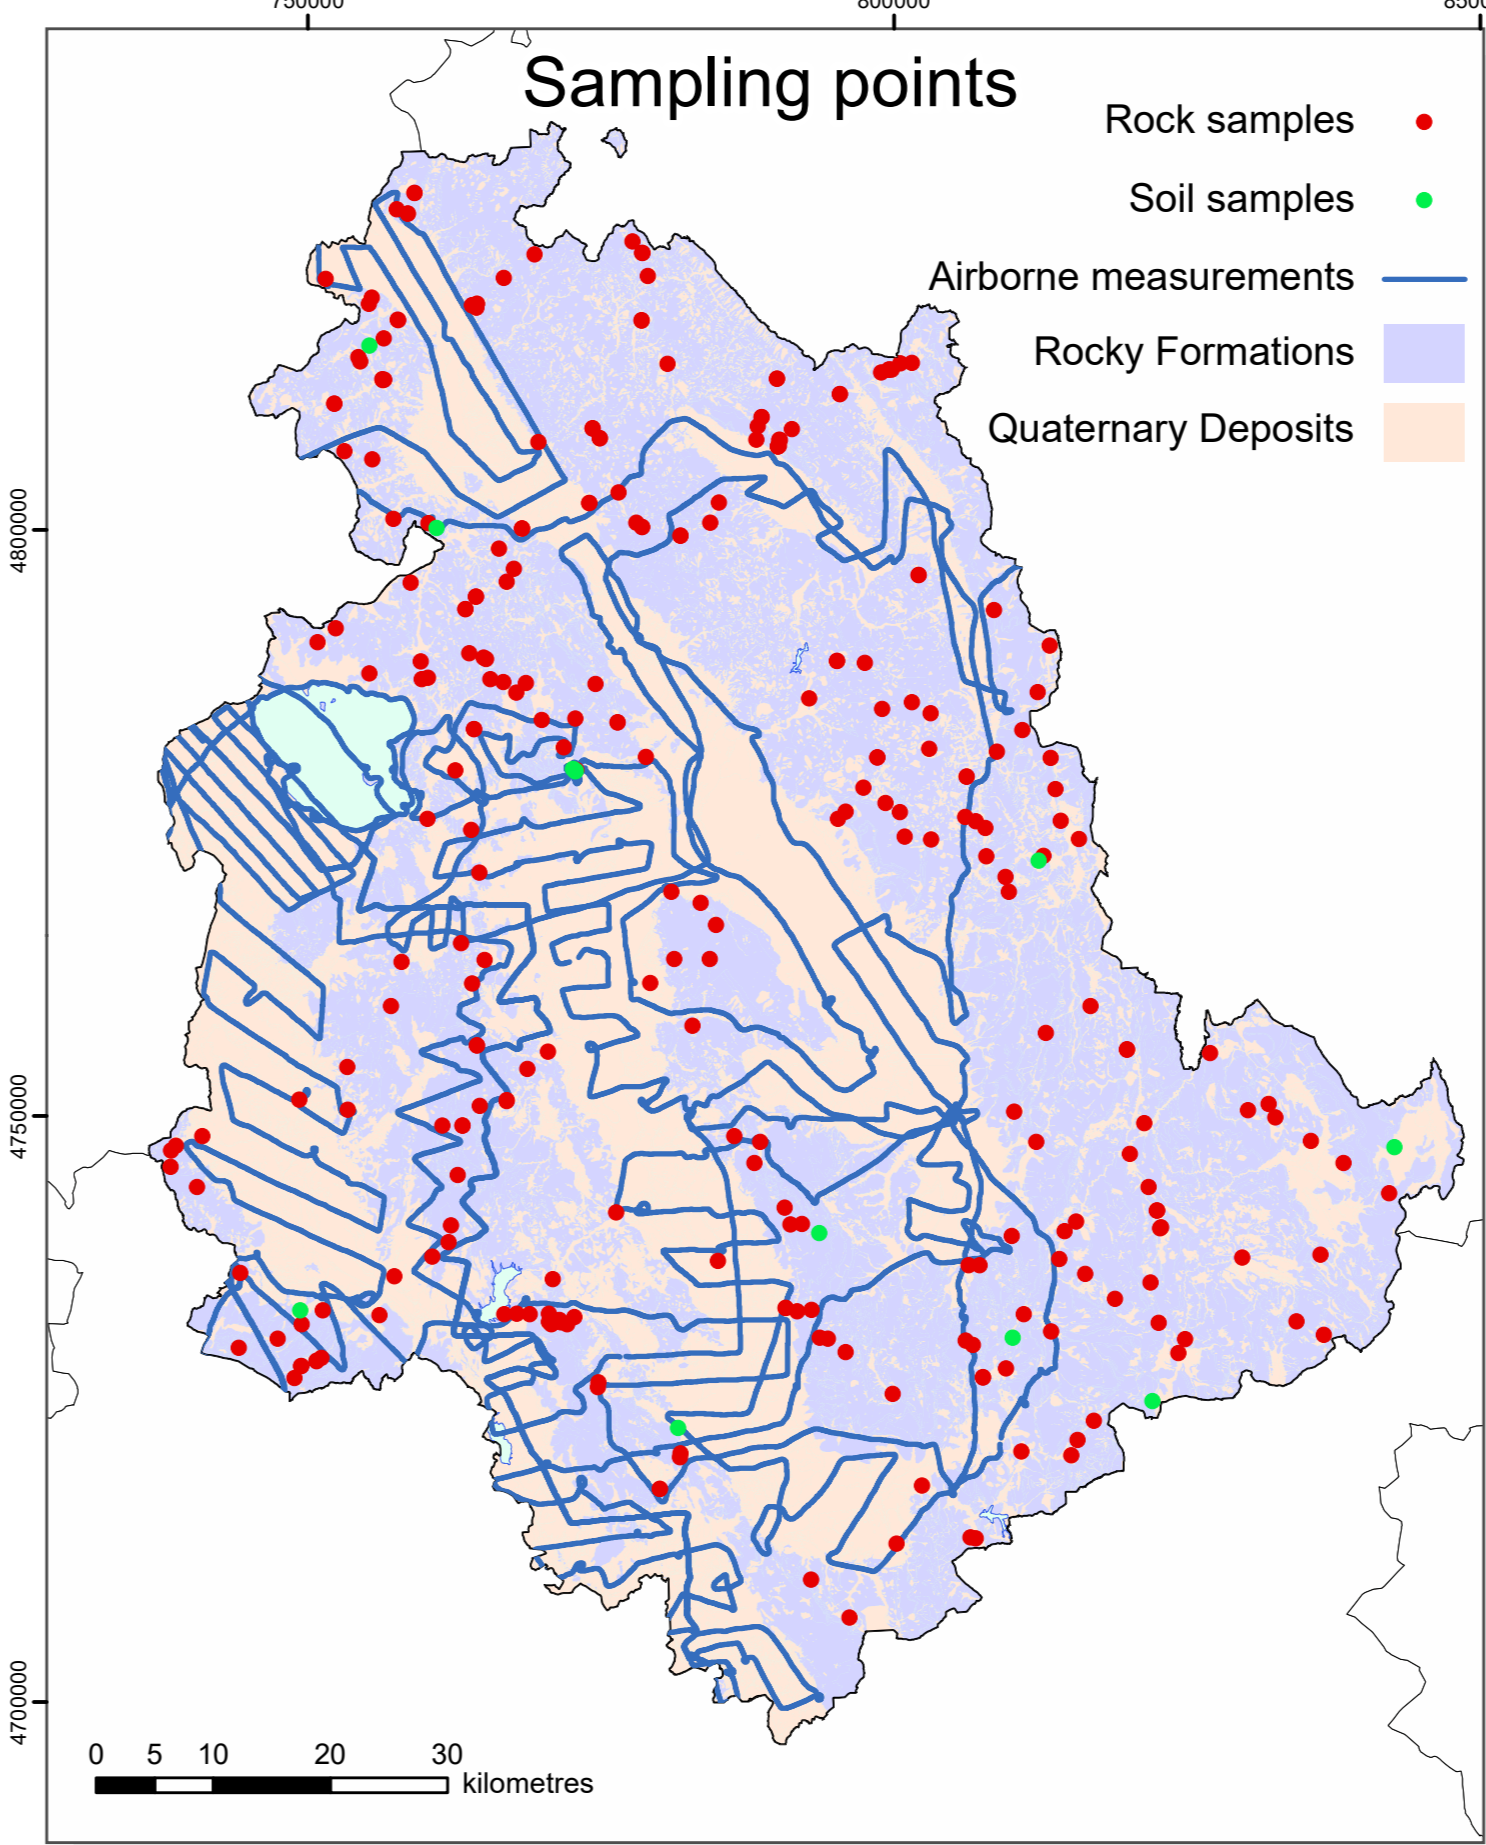 750000
800000
Sampling points
Rock samples
Soil samples
Airborne measurements
Rocky Formations
Quaternary Deposits
4800000
4750000
4700000
0 5 10 20 30
kilometres